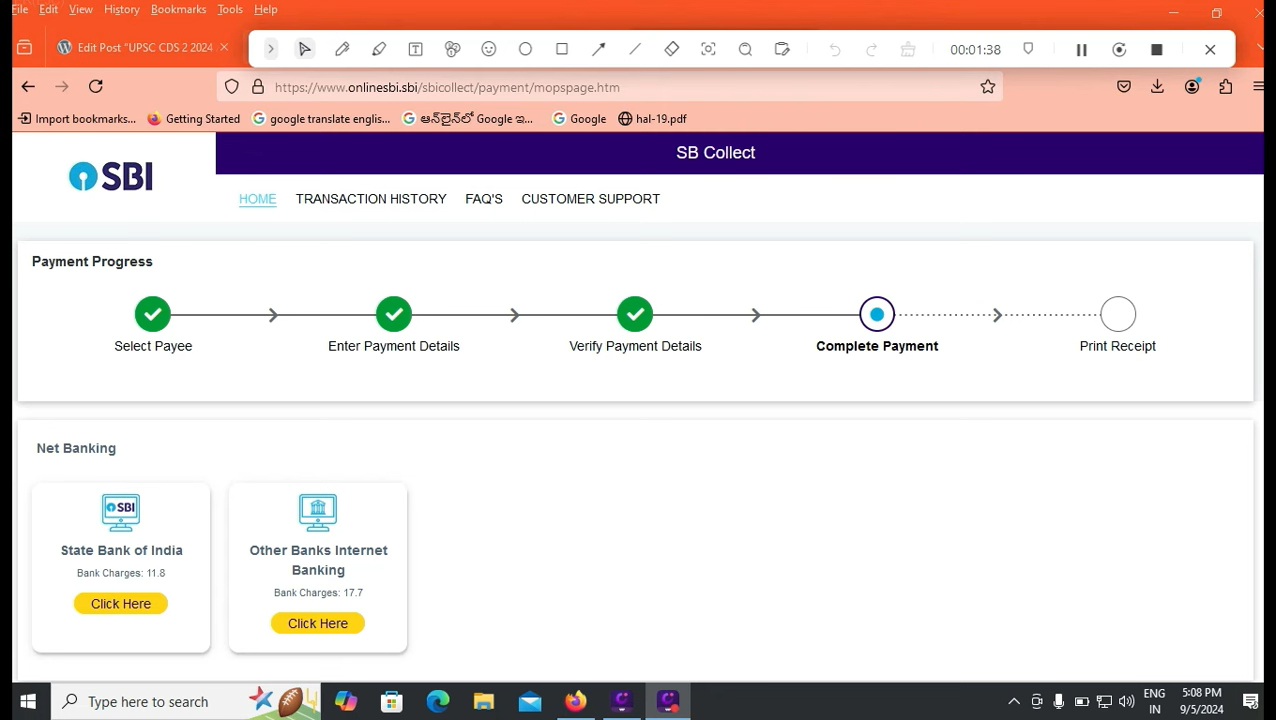 File Edit View History Bookmarks Tools Help
Edit Post "UPSC CDS 2 2024
00:01:38
https://www.onlinesbi.sbi/sbicollect/payment/mopspage.htm
Import bookmarks... Getting Started google translate englis... ఆన్‌లైన్‌లో Google ఇ... Google hal-19.pdf
SBI
SB Collect
HOME TRANSACTION HISTORY FAQ'S CUSTOMER SUPPORT
Payment Progress
Select Payee Enter Payment Details Verify Payment Details Complete Payment Print Receipt
Net Banking
SBI
State Bank of India
Bank Charges: 11.8
Click Here
Other Banks Internet
Banking
Bank Charges: 17.7
Click Here
Type here to search
ENG
IN
5:08 PM
9/5/2024